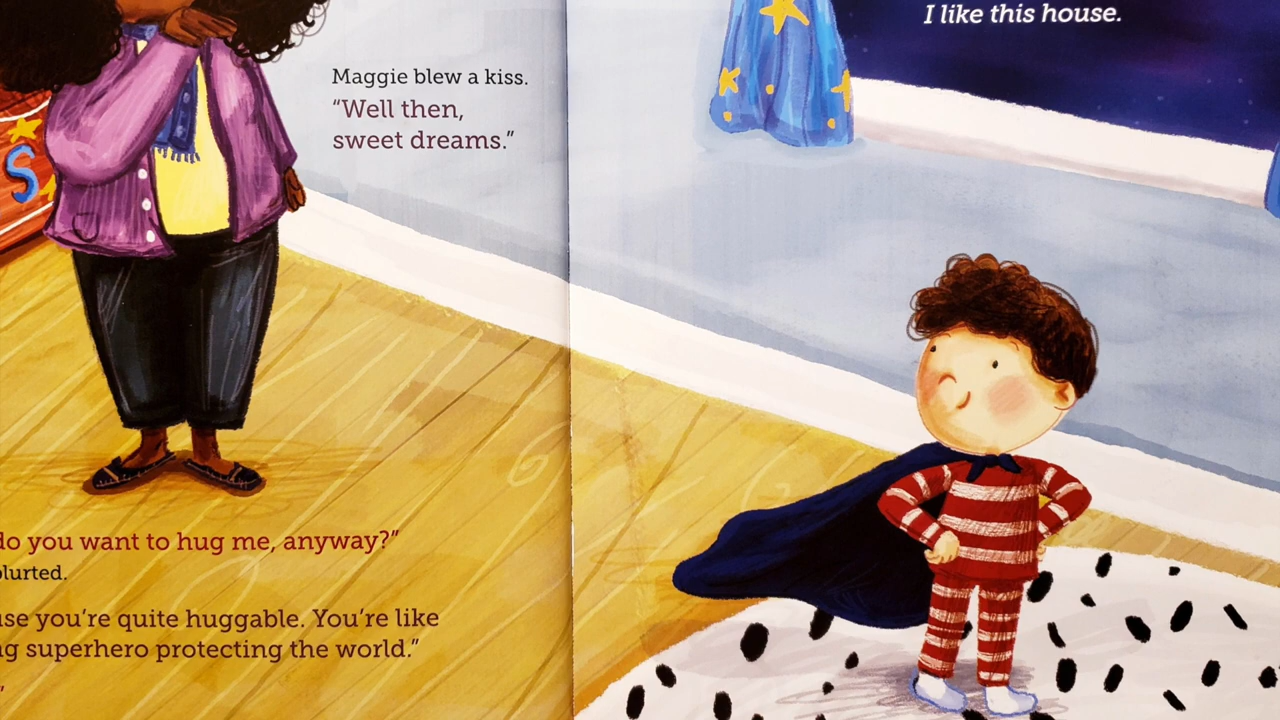 Maggie blew a kiss.
“Well then,
sweet dreams.”
do you want to hug me, anyway?”
blurted.
you’re quite huggable. You’re like
superhero protecting the world.”
I like this house.
S